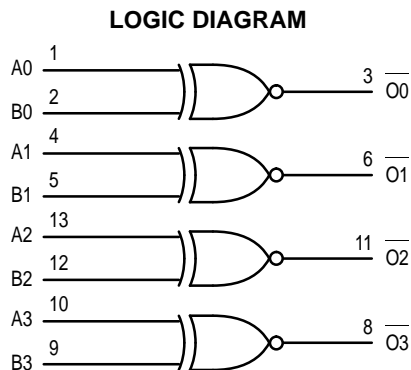 LOGIC DIAGRAM
A0 1
3 O0
B0 2
A1 4
6 O1
B1 5
A2 13
11 O2
B2 12
A3 10
8 O3
B3 9